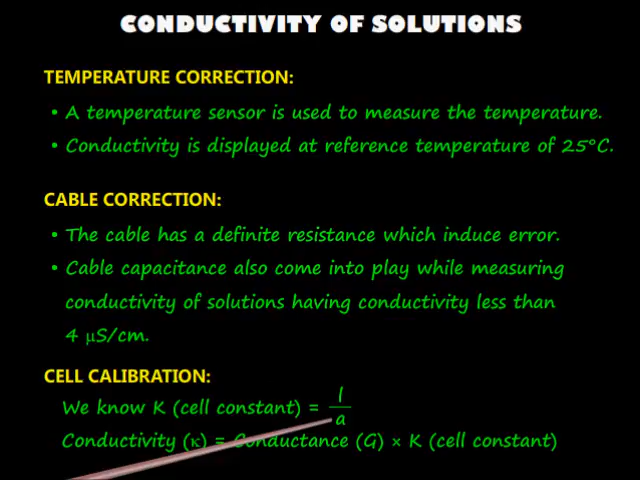 CONDUCTIVITY OF SOLUTIONS
TEMPERATURE CORRECTION:
• A temperature sensor is used to measure the temperature.
• Conductivity is displayed at reference temperature of 25°C.
CABLE CORRECTION:
• The cable has a definite resistance which induce error.
• Cable capacitance also come into play while measuring
conductivity of solutions having conductivity less than
4 μS/cm.
CELL CALIBRATION:
We know K (cell constant) = l/a
Conductivity (κ) = Conductance (G) × K (cell constant)